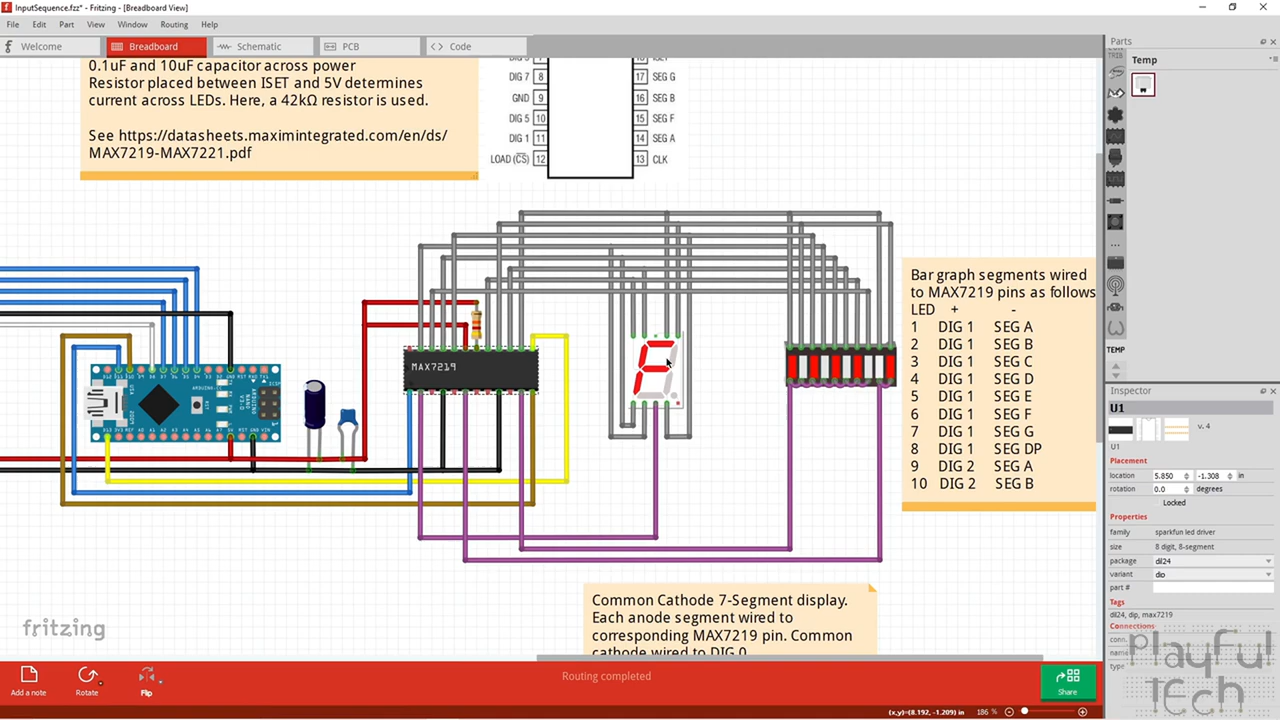 InputSequence.fzz* - Fritzing - [Breadboard View]
File Edit Part View Window Routing Help
Welcome
Breadboard
Schematic
PCB
Code
0.1uF and 10uF capacitor across power
Resistor placed between ISET and 5V determines
current across LEDs. Here, a 42kΩ resistor is used.
See https://datasheets.maximintegrated.com/en/ds/
MAX7219-MAX7221.pdf
DIG 7 8
17 SEG G
GND 9
16 SEG B
DIG 5 10
15 SEG F
DIG 1 11
14 SEG A
LOAD (CS) 12
13 CLK
MAX7219
Bar graph segments wired
to MAX7219 pins as follows
LED + -
1 DIG 1 SEG A
2 DIG 1 SEG B
3 DIG 1 SEG C
4 DIG 1 SEG D
5 DIG 1 SEG E
6 DIG 1 SEG F
7 DIG 1 SEG G
8 DIG 1 SEG DP
9 DIG 2 SEG A
10 DIG 2 SEG B
Common Cathode 7-Segment display.
Each anode segment wired to
corresponding MAX7219 pin. Common
cathode wired to DIG 0
fritzing
Parts
Temp
TEMP
Inspector
U1
v. 4
U1
Placement
location 5.850 -1.308 in
rotation 0.0 degrees
Locked
Properties
family sparkfun led driver
size 8 digit, 8-segment
package dil24
variant dip
part #
Tags
dil24, dip, max7219
Connections
conn.
name
type
Playful
Tech
Add a note
Rotate
Flip
Routing completed
Share
(x,y)=(8.192, -1.209) in 186 %